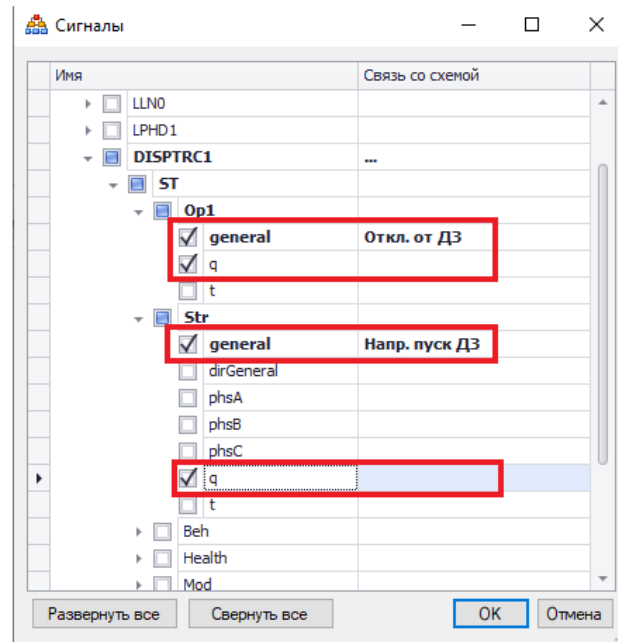 Сигналы
Имя Связь со схемой
LLN0
LPHD1
DISPTRC1 ...
ST
Op1
general Откл. от ДЗ
q
t
Str
general Напр. пуск ДЗ
dirGeneral
phsA
phsB
phsC
q
t
Beh
Health
Mod
Развернуть все Свернуть все OK Отмена